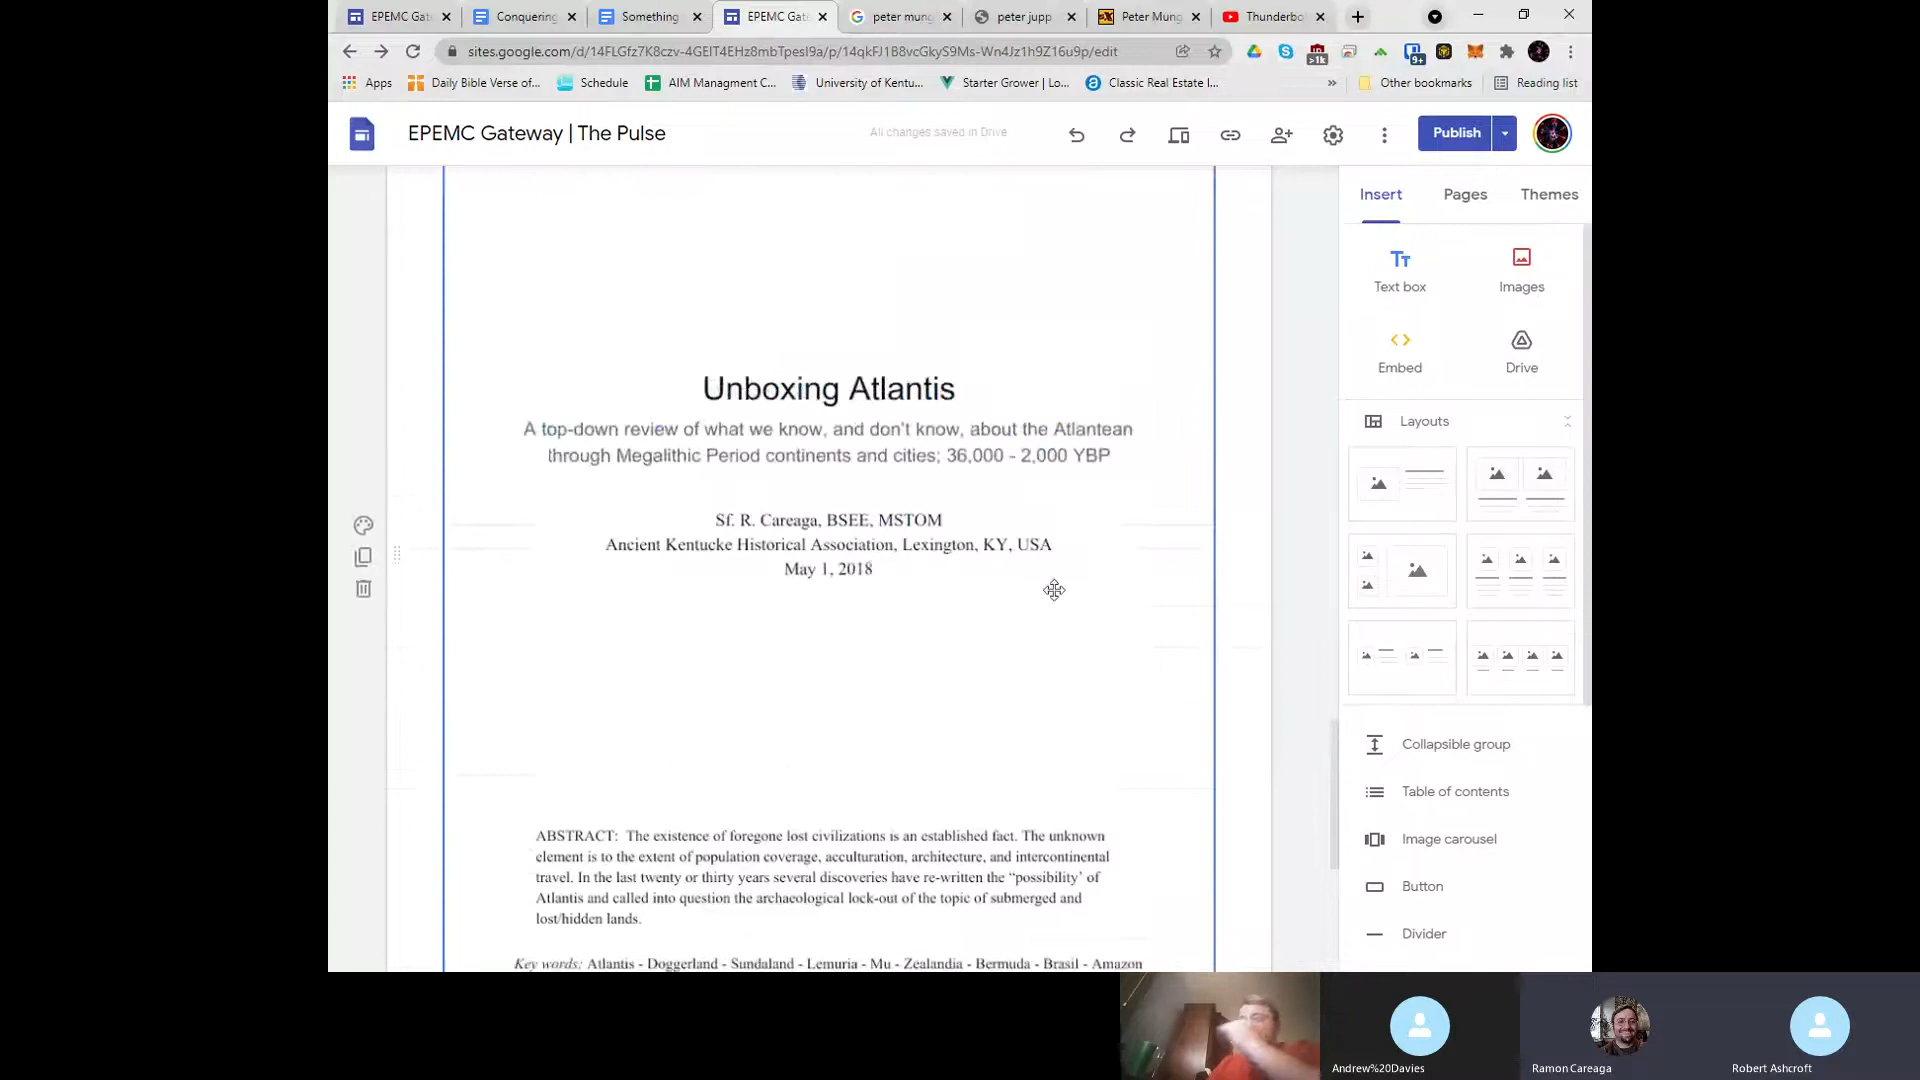 EPEMC Gat
Conquering
Something
EPEMC Gat
peter mung
peter jupp
Peter Mung
Thunderbo
sites.google.com/d/14FLGfz7K8czv-4GElT4EHz8mbTpesI9a/p/14qkFJ1B8vcGkyS9Ms-Wn4Jz1h9Z16u9p/edit
>1k
9+
Apps
Daily Bible Verse of...
Schedule
AIM Managment C...
University of Kentu...
Starter Grower | Lo...
Classic Real Estate I...
»
Other bookmarks
Reading list
EPEMC Gateway | The Pulse
All changes saved in Drive
Publish
Insert
Pages
Themes
Text box
Images
Embed
Drive
Layouts
Collapsible group
Table of contents
Image carousel
Button
Divider
Unboxing Atlantis
A top-down review of what we know, and don't know, about the Atlantean
through Megalithic Period continents and cities; 36,000 - 2,000 YBP
Sf. R. Careaga, BSEE, MSTOM
Ancient Kentucke Historical Association, Lexington, KY, USA
May 1, 2018
ABSTRACT: The existence of foregone lost civilizations is an established fact. The unknown
element is to the extent of population coverage, acculturation, architecture, and intercontinental
travel. In the last twenty or thirty years several discoveries have re-written the “possibility’ of
Atlantis and called into question the archaeological lock-out of the topic of submerged and
lost/hidden lands.
Key words: Atlantis - Doggerland - Sundaland - Lemuria - Mu - Zealandia - Bermuda - Brasil - Amazon
Andrew%20Davies
Ramon Careaga
Robert Ashcroft